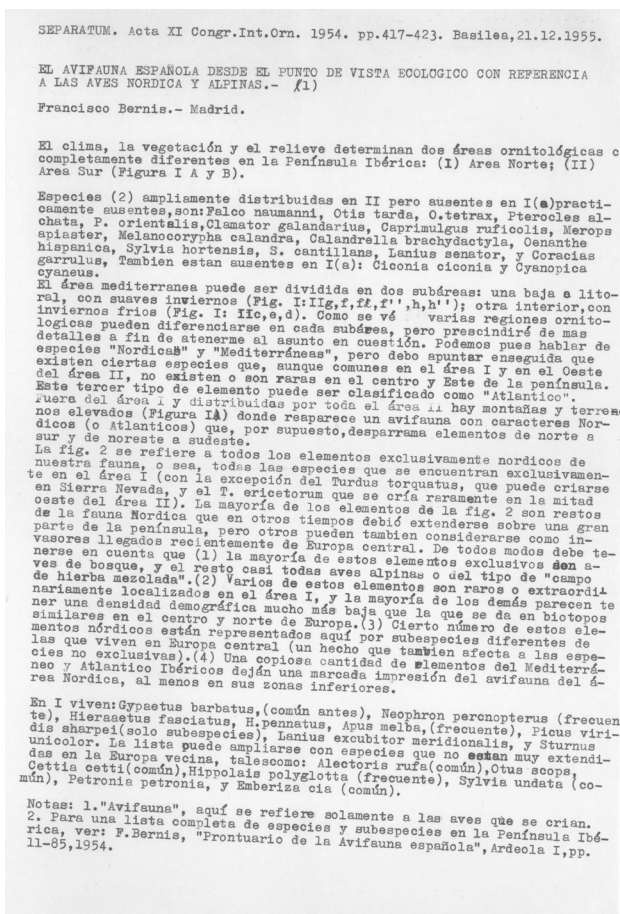 SEPARATUM. Acta XI Congr.Int.Orn. 1954. pp.417-423. Basilea,21.12.1955.
EL AVIFAUNA ESPAÑOLA DESDE EL PUNTO DE VISTA ECOLOGICO CON REFERENCIA
A LAS AVES NORDICA Y ALPINAS.- (1)
Francisco Bernis.- Madrid.
El clima, la vegetación y el relieve determinan dos áreas ornitológicas c
completamente diferentes en la Península Ibérica: (I) Area Norte; (II)
Area Sur (Figura I A y B).
Especies (2) ampliamente distribuidas en II pero ausentes en I(a)practi-
camente ausentes,son:Falco naumanni, Otis tarda, O.tetrax, Pterocles al-
chata, P. orientalis,Clamator galandarius, Caprimulgus ruficolis, Merops
apiaster, Melanocorypha calandra, Calandrella brachydactyla, Oenanthe
hispanica, Sylvia hortensis, S. cantillans, Lanius senator, y Coracias
garrulus, Tambien estan ausentes en I(a): Ciconia ciconia y Cyanopica
cyaneus.
El área mediterranea puede ser dividida en dos subáreas: una baja o lito-
ral, con suaves inviernos (Fig. I:IIg,f,f',f'',h,h''); otra interior,con
inviernos frios (Fig. I: IIc,e,d). Como se vé varias regiones ornito-
logicas pueden diferenciarse en cada subárea, pero prescindiré de mas
detalles a fin de atenerme al asunto en cuestión. Podemos pues hablar de
especies "Nordicas" y "Mediterráneas", pero debo apuntar enseguida que
existen ciertas especies que, aunque comunes en el área I y en el Oeste
del área II, no existen o son raras en el centro y Este de la península.
Este tercer tipo de elemento puede ser clasificado como "Atlantico".
Fuera del área I y distribuidas por toda el área II hay montañas y terrene
nos elevados (Figura IA) donde reaparece un avifauna con caracteres Nor-
dicos (o Atlanticos) que, por supuesto,desparrama elementos de norte a
sur y de noreste a sudeste.
La fig. 2 se refiere a todos los elementos exclusivamente nordicos de
nuestra fauna, o sea, todas las especies que se encuentran exclusivamen-
te en el área I (con la excepción del Turdus torquatus, que puede criarse
en Sierra Nevada, y el T. ericetorum que se cría raramente en la mitad
oeste del área II). La mayoría de los elementos de la fig. 2 son restos
de la fauna Nordica que en otros tiempos debió extenderse sobre una gran
parte de la península, pero otros pueden tambien considerarse como in-
vasores llegados recientemente de Europa central. De todos modos debe te-
nerse en cuenta que (1) la mayoría de estos elementos exclusivos son a-
ves de bosque, y el resto casi todas aves alpinas o del tipo de "campo
de hierba mezclada".(2) Varios de estos elementos son raros o extraordi
nariamente localizados en el área I, y la mayoría de los demás parecen te
ner una densidad demográfica mucho más baja que la que se da en biotopos
similares en el centro y norte de Europa.(3) Cierto número de estos ele-
mentos nórdicos están representados aquí por subespecies diferentes de
las que viven en Europa central (un hecho que tambien afecta a las espe-
cies no exclusivas).(4) Una copiosa cantidad de elementos del Mediterrá-
neo y Atlantico Ibéricos deján una marcada impresión del avifauna del á-
rea Nordica, al menos en sus zonas inferiores.
En I viven:Gypaetus barbatus,(común antes), Neophron percnopterus (frecuen
te), Hieraetus fasciatus, H.pennatus, Apus melba,(frecuente), Picus viri-
dis sharpei(solo subespecies), Lanius excubitor meridionalis, y Sturnus
unicolor. La lista puede ampliarse con especies que no estan muy extendi-
das en la Europa vecina, talescomo: Alectoris rufa(común),Otus scops,
Cettia cetti(común),Hippolais polyglotta (frecuente), Sylvia undata (co-
mún), Petronia petronia, y Emberiza cia (común).
Notas: 1."Avifauna", aquí se refiere solamente a las aves que se crian.
2. Para una lista completa de especies y subespecies en la Península Ibé-
rica, ver: F.Bernis, "Prontuario de la Avifauna española",Ardeola I,pp.
11-85,1954.